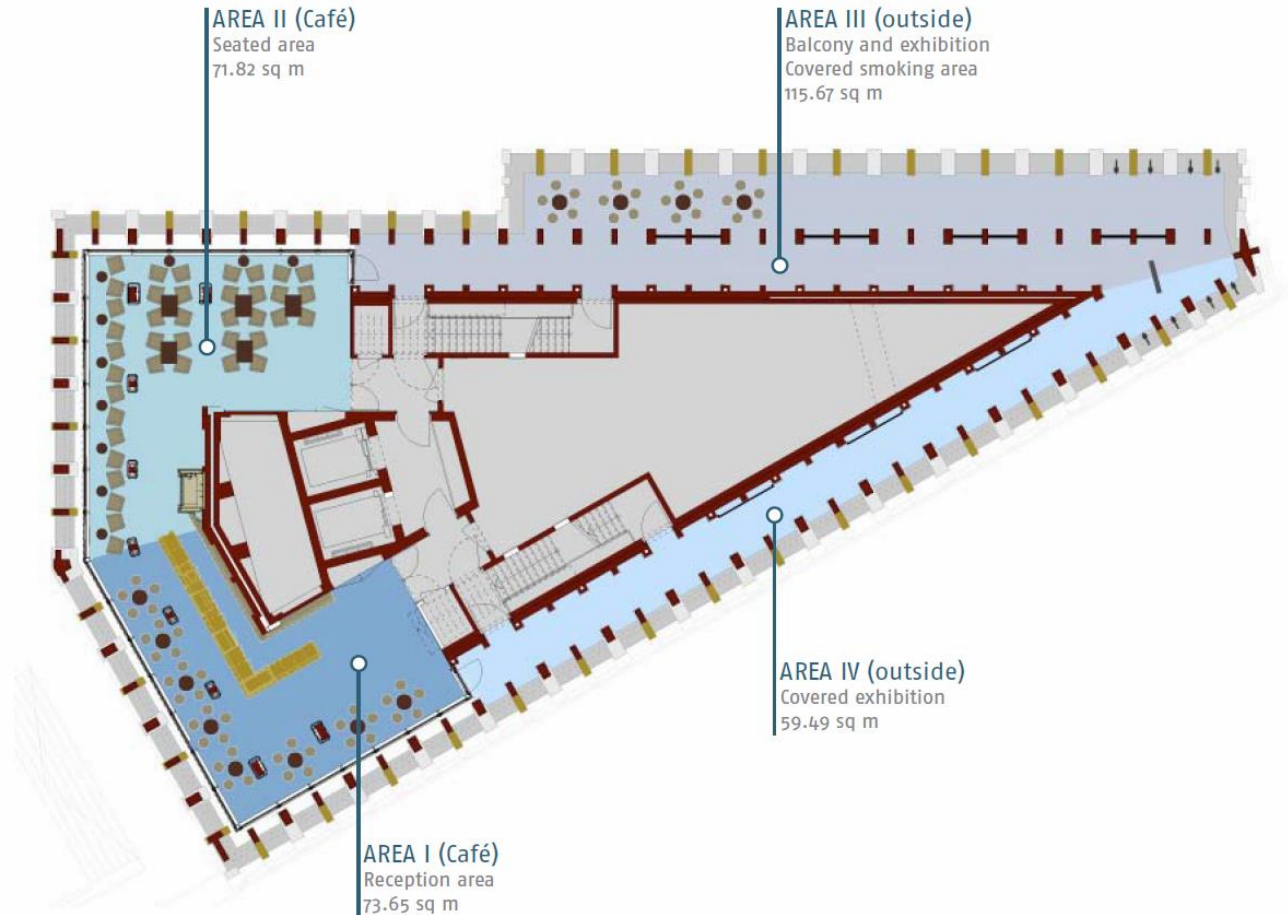 AREA II (Café)
Seated area
71.82 sq m
AREA III (outside)
Balcony and exhibition
Covered smoking area
115.67 sq m
AREA IV (outside)
Covered exhibition
59.49 sq m
AREA I (Café)
Reception area
73.65 sq m